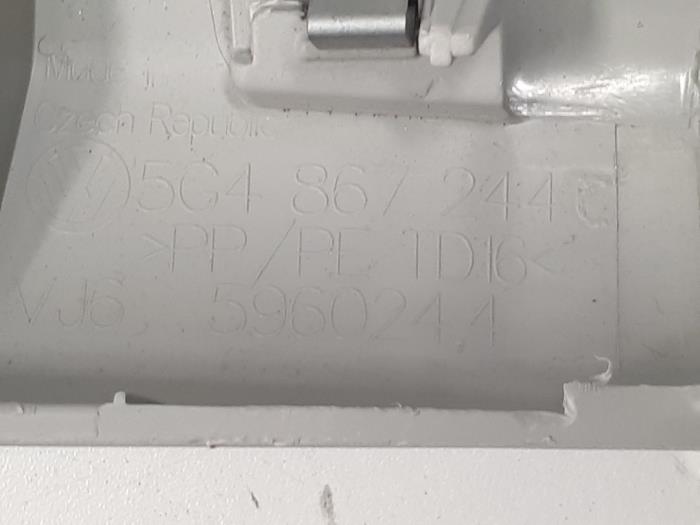 Made in
Czech Republic
5G4 867 244 C
>PP/PE TD16<
VJ6 5960244